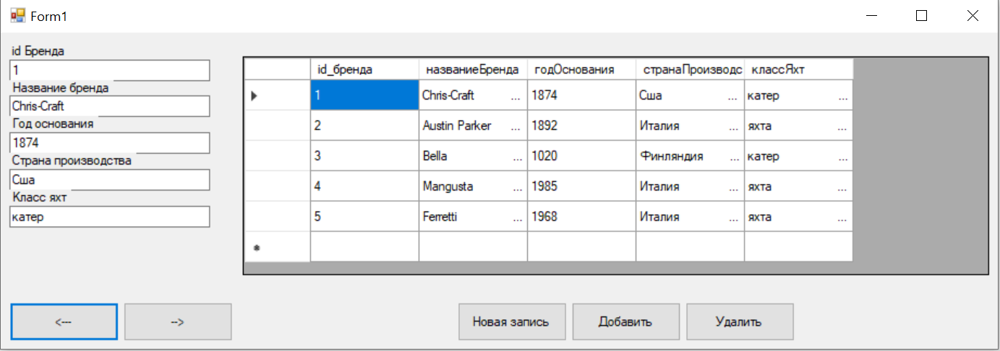 Form1
id Бренда
1
Название бренда
Chris-Craft
Год основания
1874
Страна производства
Сша
Класс яхт
катер
id_бренда названиеБренда годОснования странаПроизводс классЯхт
1 Chris-Craft ... 1874 Сша ... катер ...
2 Austin Parker ... 1892 Италия ... яхта ...
3 Bella ... 1020 Финляндия ... катер ...
4 Mangusta ... 1985 Италия ... яхта ...
5 Ferretti ... 1968 Италия ... яхта ...
<--- --> Новая запись Добавить Удалить